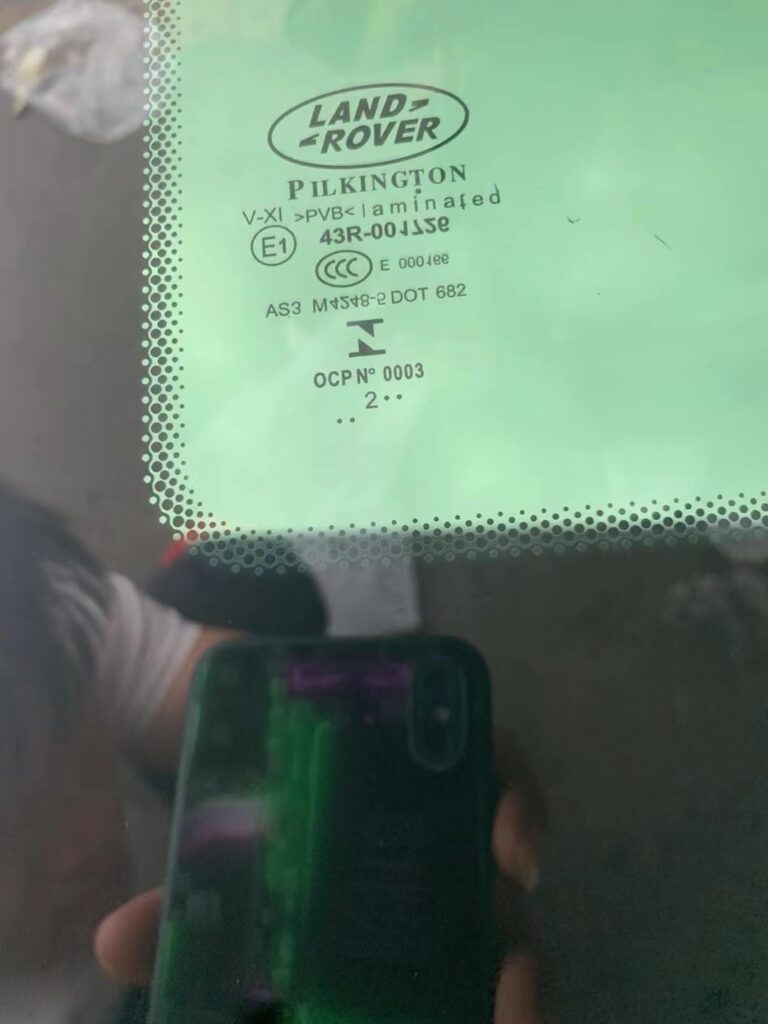 LAND
ROVER
PILKINGTON
V-XI >PVB< laminated
E1 43R-001726
CCC E 000166
AS3 M4248-5 DOT 682
OCP Nº 0003
.. 2 ..